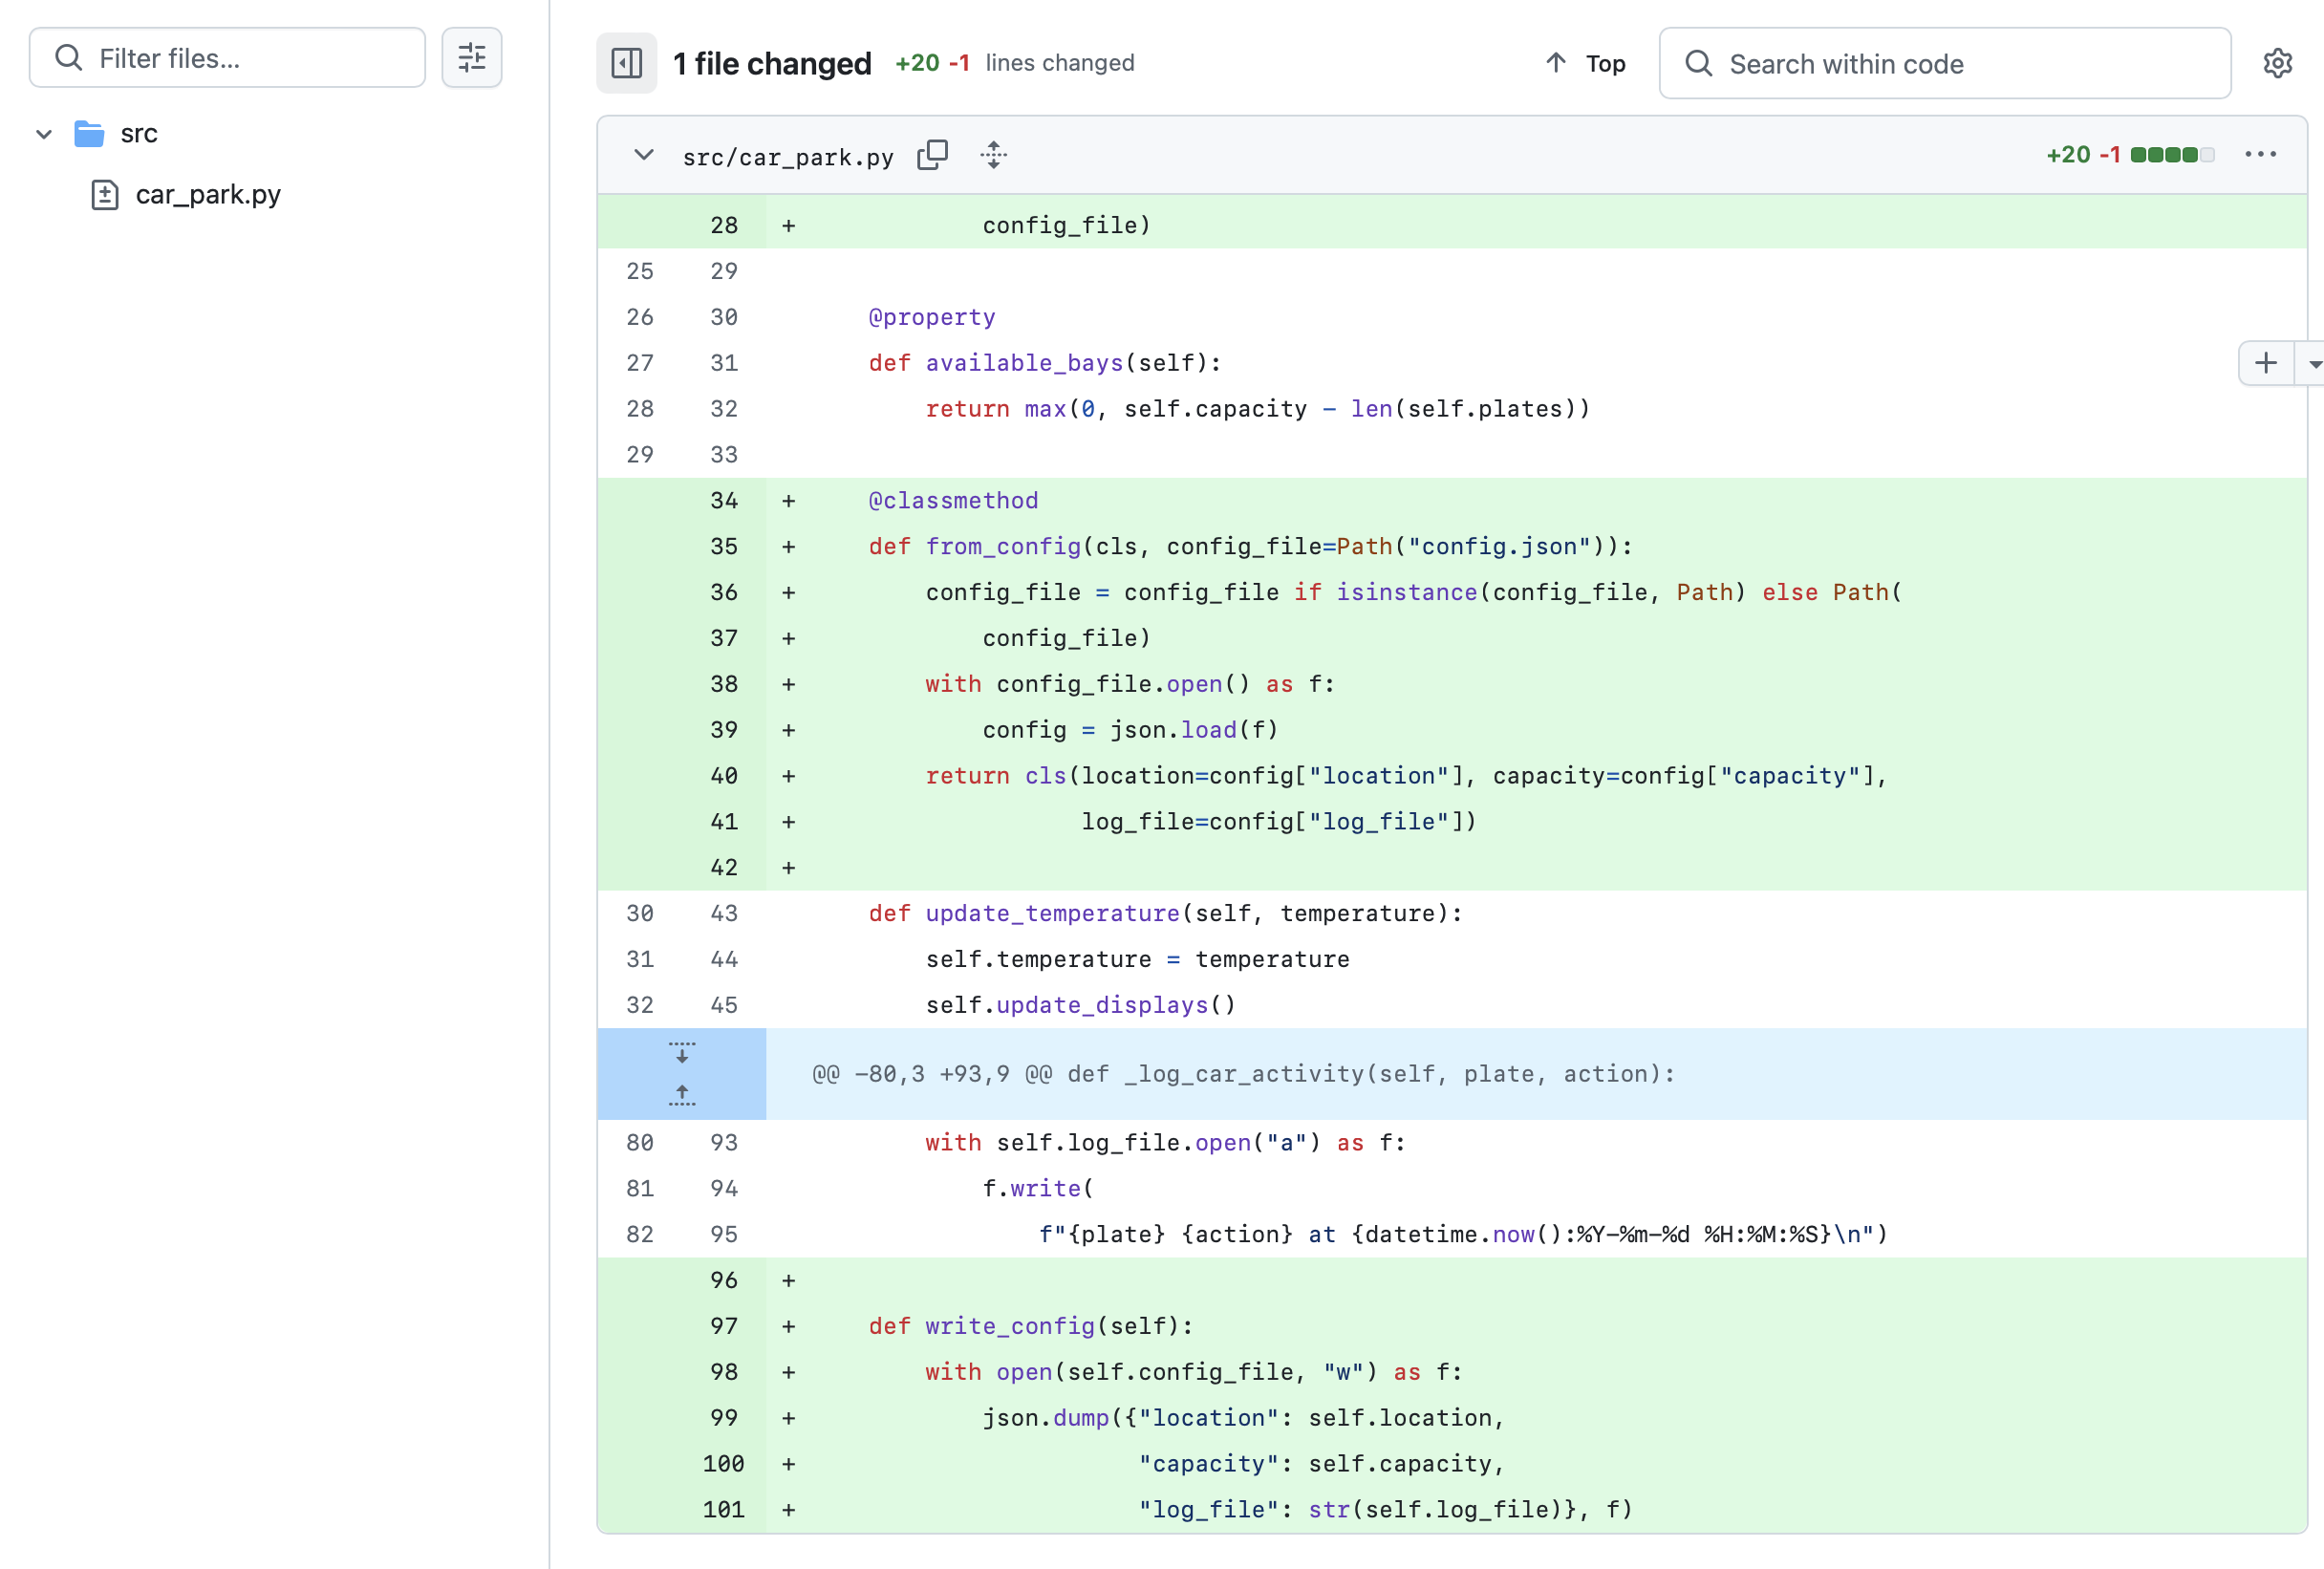 Filter files...
src
car_park.py
1 file changed +20 -1 lines changed
Top
Search within code
src/car_park.py
+20 -1
28 + config_file)
25 29
26 30 @property
27 31 def available_bays(self):
28 32 return max(0, self.capacity - len(self.plates))
29 33
34 + @classmethod
35 + def from_config(cls, config_file=Path("config.json")):
36 + config_file = config_file if isinstance(config_file, Path) else Path(
37 + config_file)
38 + with config_file.open() as f:
39 + config = json.load(f)
40 + return cls(location=config["location"], capacity=config["capacity"],
41 + log_file=config["log_file"])
42 +
30 43 def update_temperature(self, temperature):
31 44 self.temperature = temperature
32 45 self.update_displays()
@@ -80,3 +93,9 @@ def _log_car_activity(self, plate, action):
80 93 with self.log_file.open("a") as f:
81 94 f.write(
82 95 f"{plate} {action} at {datetime.now():%Y-%m-%d %H:%M:%S}\n")
96 +
97 + def write_config(self):
98 + with open(self.config_file, "w") as f:
99 + json.dump({"location": self.location,
100 + "capacity": self.capacity,
101 + "log_file": str(self.log_file)}, f)